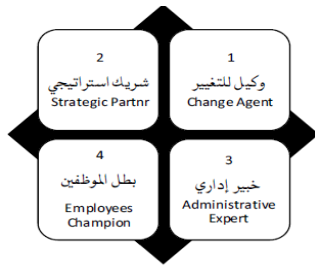 2
شريك استراتيجي
Strategic Partnr
1
وكيل للتغيير
Change Agent
4
بطل الموظفين
Employees
Champion
3
خبير إداري
Administrative
Expert